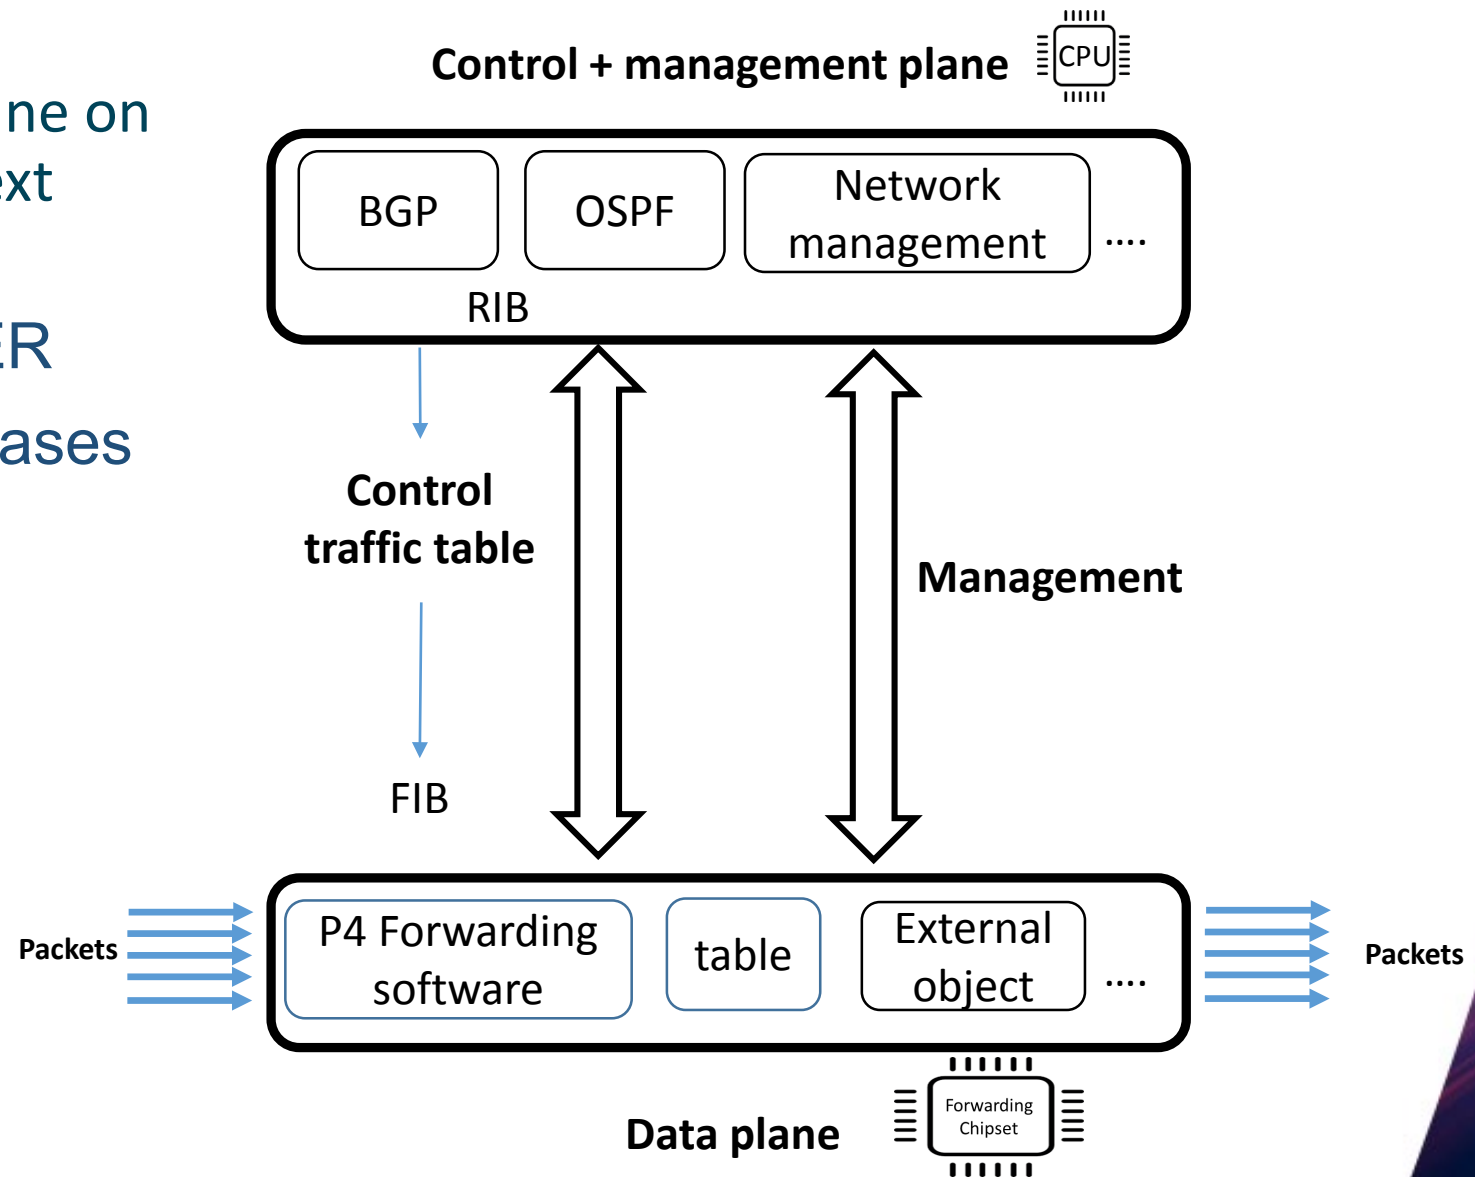 Control + management plane
CPU
ne on
ext
ER
ases
BGP
OSPF
Network
management
....
RIB
Control
traffic table
Management
FIB
Packets
P4 Forwarding
software
table
External
object
....
Packets
Data plane
Forwarding
Chipset